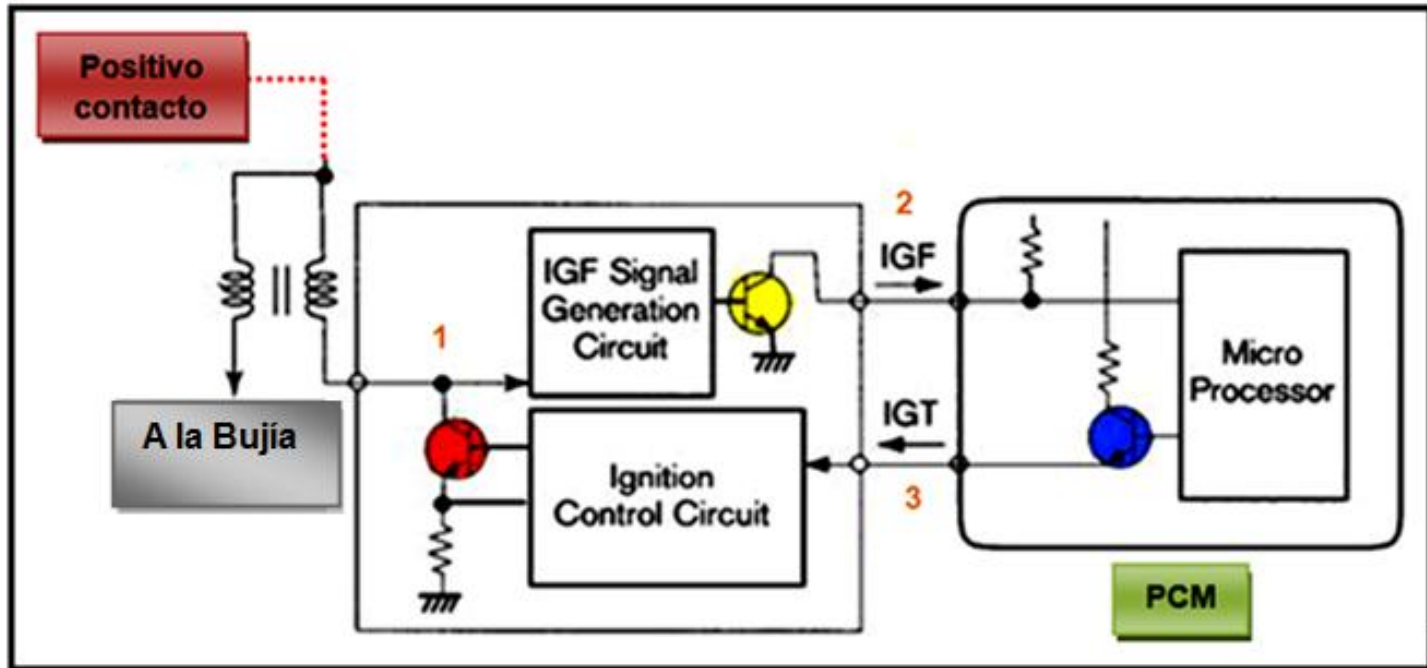 Positivo
contacto
2
IGF
IGF Signal
Generation
Circuit
1
Micro
Processor
A la Bujía
IGT
3
Ignition
Control Circuit
PCM